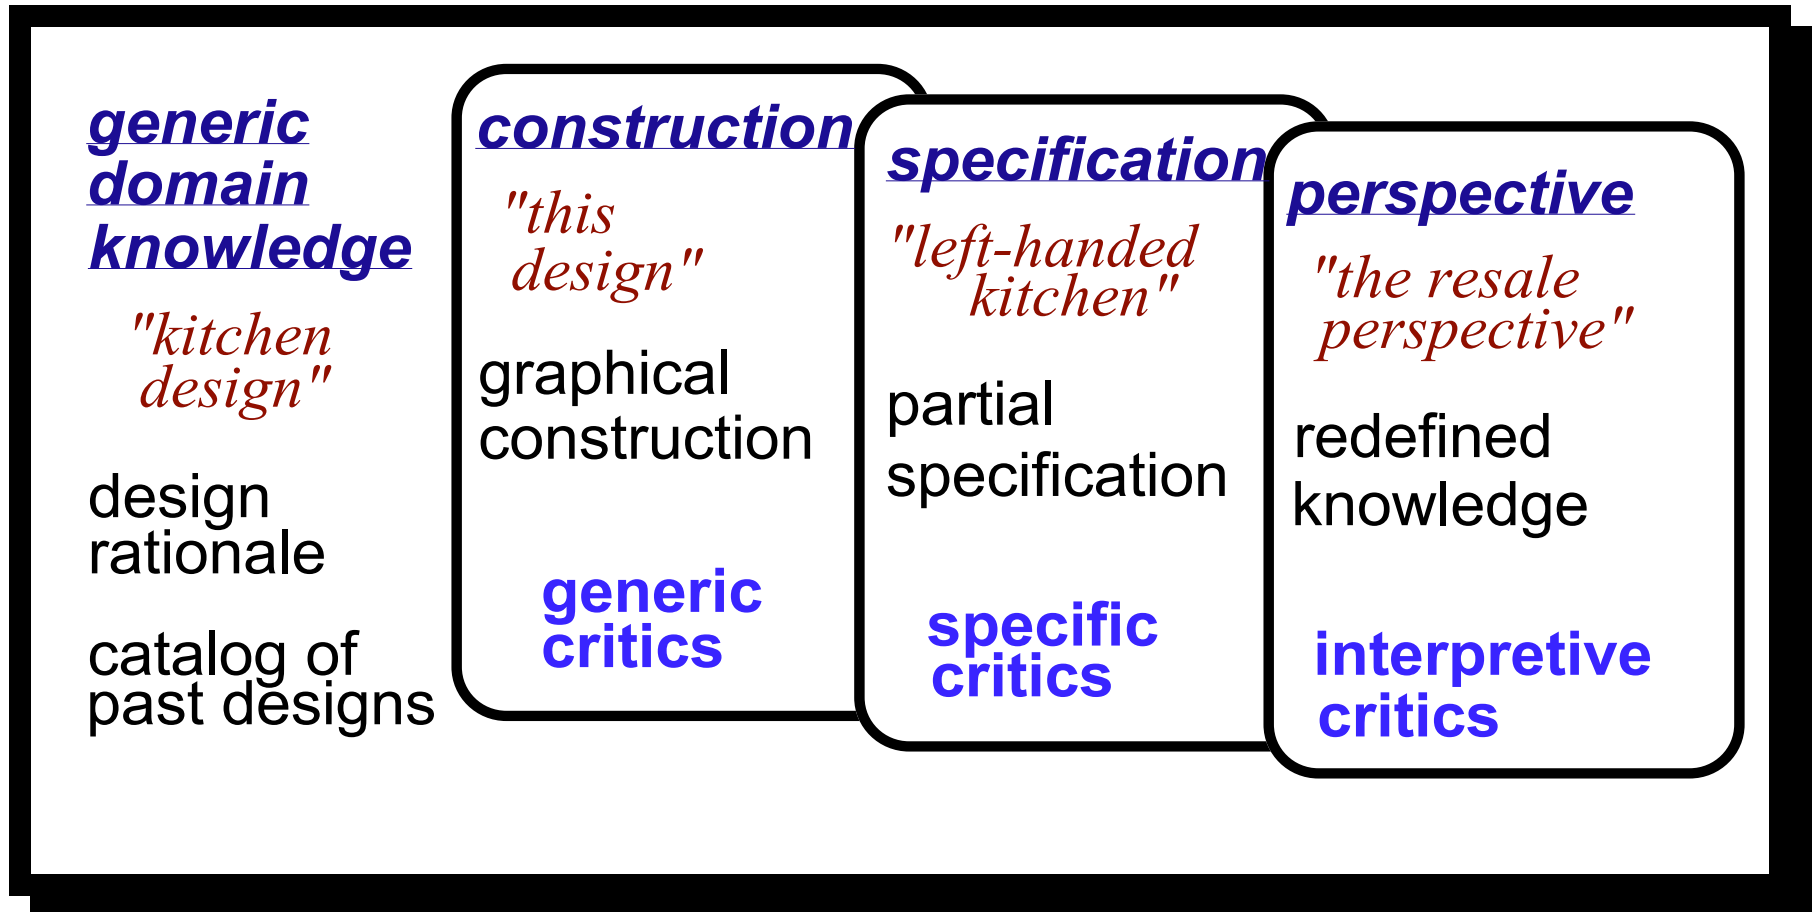 generic
domain
knowledge
"kitchen
design"
design
rationale
catalog of
past designs
construction
"this
design"
graphical
construction
generic
critics
specification
"left-handed
kitchen"
partial
specification
specific
critics
perspective
"the resale
perspective"
redefined
knowledge
interpretive
critics